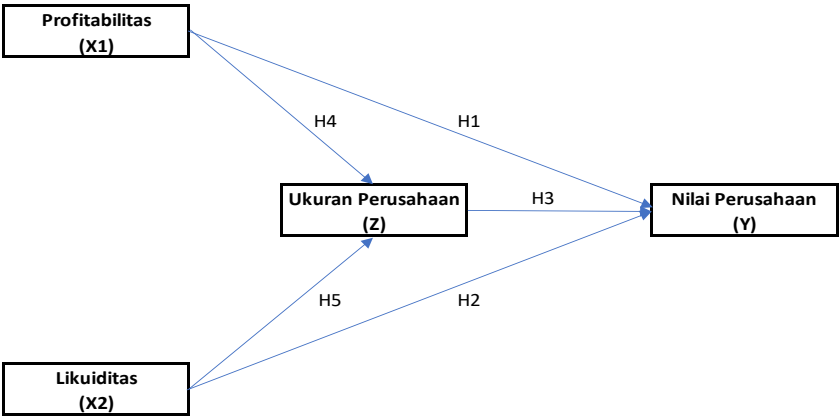 Profitabilitas
(X1)
H4
H1
Ukuran Perusahaan
(Z)
H3
Nilai Perusahaan
(Y)
H5
H2
Likuiditas
(X2)